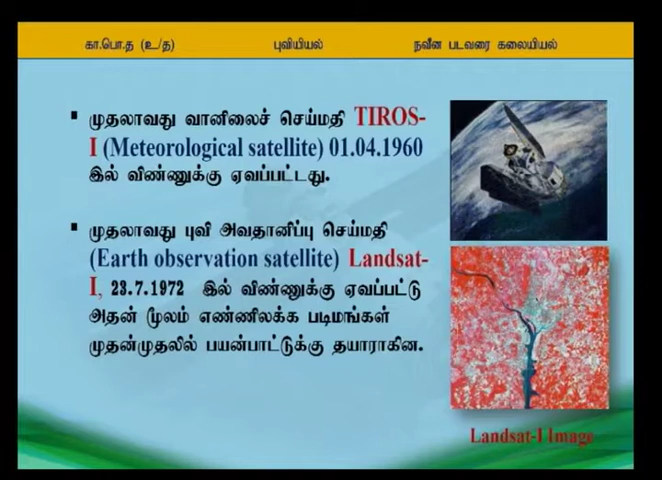 கா.பொ.த (உ/த) புவியியல் நவீன படவரை கலையியல்
▪ முதலாவது வானிலைச் செய்மதி TIROS-
I (Meteorological satellite) 01.04.1960
இல் விண்ணுக்கு ஏவப்பட்டது.
▪ முதலாவது புவி அவதானிப்பு செய்மதி
(Earth observation satellite) Landsat-
I, 23.7.1972 இல் விண்ணுக்கு ஏவப்பட்டு
அதன் மூலம் எண்ணிலக்க படிமங்கள்
முதன்முதலில் பயன்பாட்டுக்கு தயாராகின.
Landsat-I Image